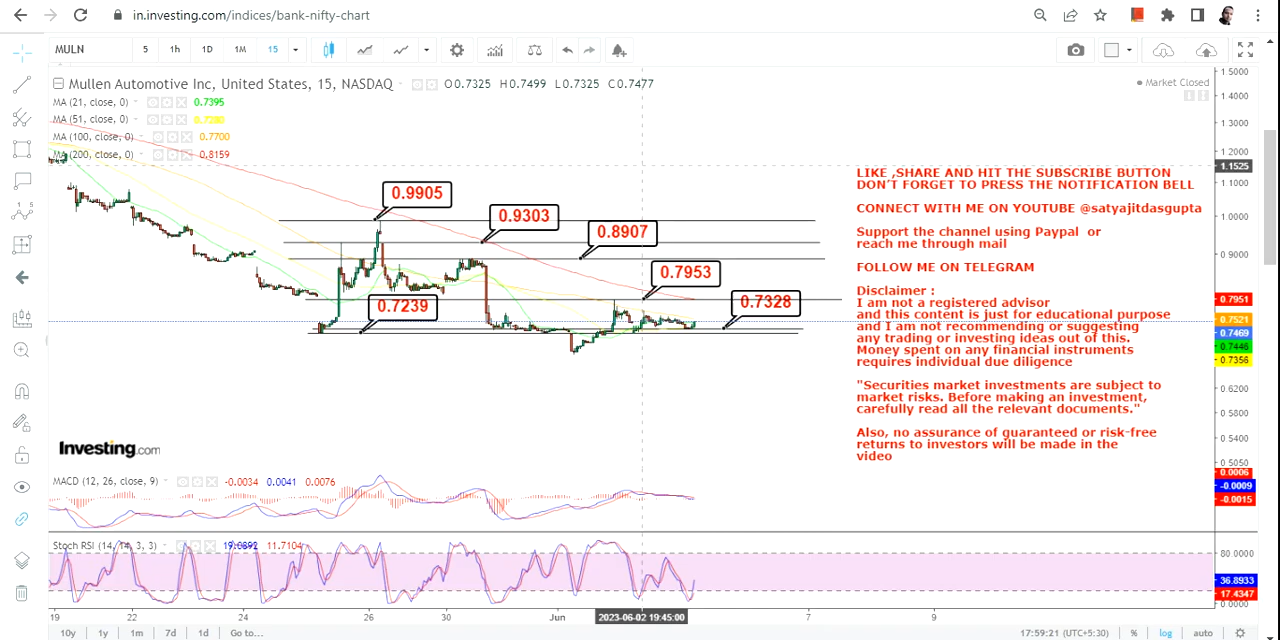 in.investing.com/indices/bank-nifty-chart
MULN 5 1h 1D 1M 15
Mullen Automotive Inc, United States, 15, NASDAQ O0.7325 H0.7499 L0.7325 C0.7477
Market Closed
MA (21, close, 0) 0.7395
MA (51, close, 0)
MA (100, close, 0) 0.7700
MA (200, close, 0) 0.8159
0.9905
0.9303
0.8907
0.7953
0.7239
0.7328
LIKE ,SHARE AND HIT THE SUBSCRIBE BUTTON
DON'T FORGET TO PRESS THE NOTIFICATION BELL
CONNECT WITH ME ON YOUTUBE @satyajitdasgupta
Support the channel using Paypal or
reach me through mail
FOLLOW ME ON TELEGRAM
Disclaimer :
I am not a registered advisor
and this content is just for educational purpose
and I am not recommending or suggesting
any trading or investing ideas out of this.
Money spent on any financial instruments
requires individual due diligence
"Securities market investments are subject to
market risks. Before making an investment,
carefully read all the relevant documents."
Also, no assurance of guaranteed or risk-free
returns to investors will be made in the
video
1.5000
1.4000
1.3000
1.2000
1.1525
1.1000
1.0000
0.9000
0.7951
0.7521
0.7469
0.7446
0.7356
0.6200
0.5800
0.5400
0.5050
Investing.com
MACD (12, 26, close, 9) -0.0034 0.0041 0.0076
0.0006
-0.0009
-0.0015
Stoch RSI (14, 14, 3, 3) 19.0892 11.7104
80.0000
36.8933
17.4347
0.0000
19 22 24 26 30 Jun 2023-06-02 19:45:00 7 8 9
10y 1y 1m 7d 1d Go to... 17:59:21 (UTC+5:30) % log auto